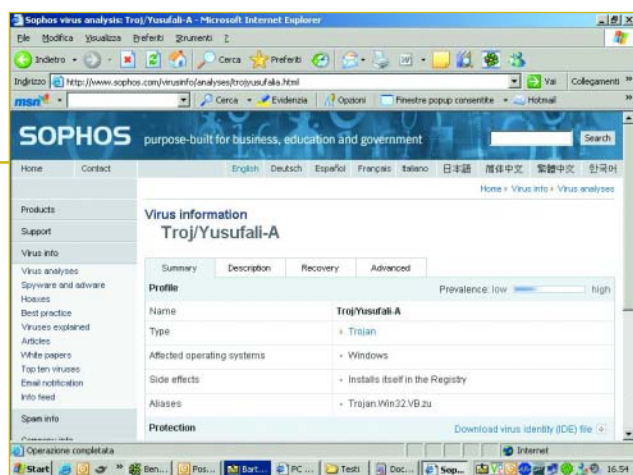 Sophos virus analysis: Troj/Yusufali-A - Microsoft Internet Explorer
File Modifica Visualizza Preferiti Strumenti ?
Indietro Cerca Preferiti
Indirizzo http://www.sophos.com/virusinfo/analyses/trojyusufalia.html Vai Collegamenti
msn Cerca Evidenzia Opzioni Finestre popup consentite Hotmail
SOPHOS purpose-built for business, education and government Search
Home Contact English Deutsch Español Français Italiano 日本語 简体中文 繁體中文 한국어
Home Virus info Virus analyses
Products
Support
Virus info
Virus analyses
Spyware and adware
Hoaxes
Best practice
Viruses explained
Articles
White papers
Top ten viruses
Email notification
Info feed
Spam info
Virus information
Troj/Yusufali-A
Summary Description Recovery Advanced
Profile Prevalence: low high
Name Troj/Yusufali-A
Type Trojan
Affected operating systems Windows
Side effects Installs itself in the Registry
Aliases Trojan.Win32.VB.zu
Protection Download virus identity (IDE) file
Operazione completata Internet
Start Ben... Pos... Bart... PC ... Testi Doc... Sop... 16.54